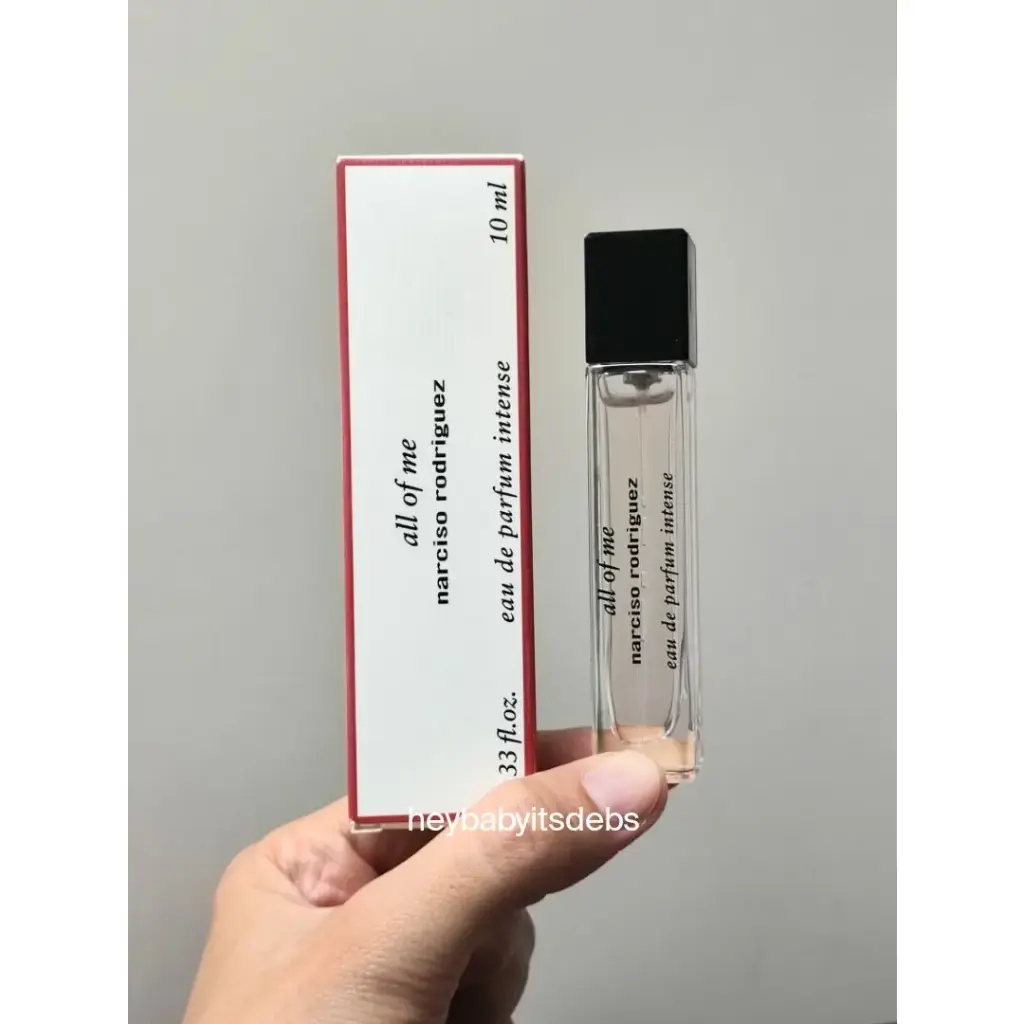 all of me
narciso rodriguez
eau de parfum intense
33 fl.oz.
10 ml
all of me
narciso rodriguez
eau de parfum intense
heybabyitsdebs